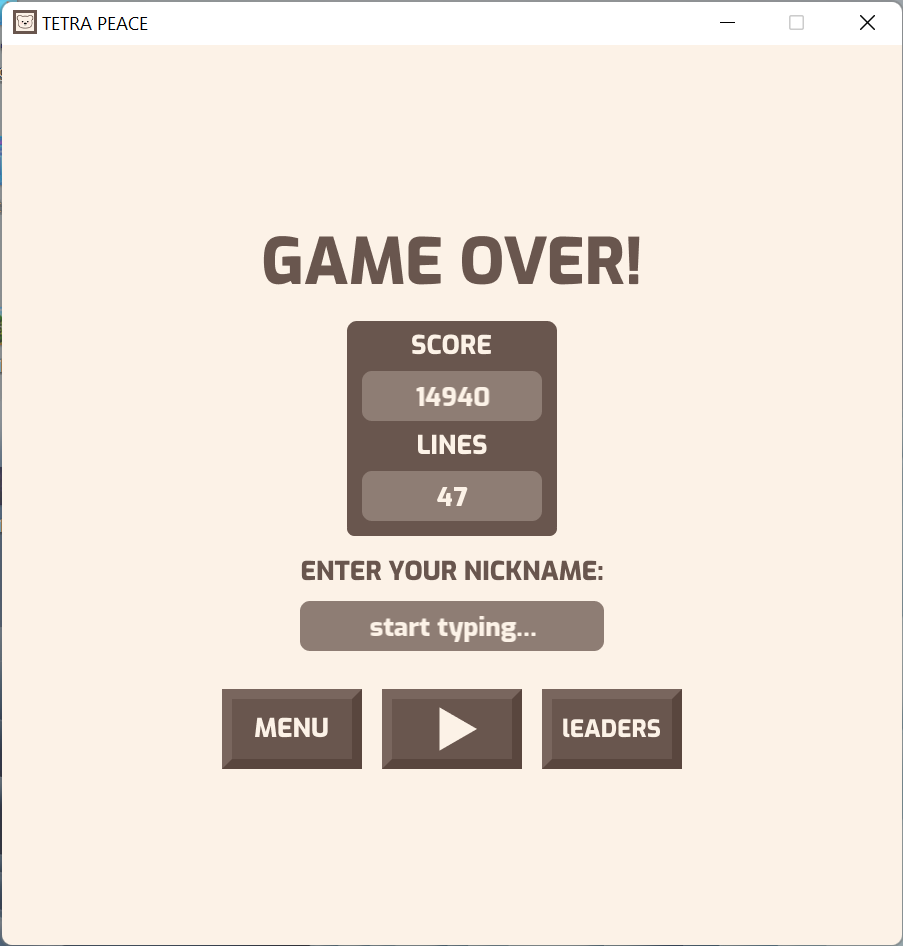 TETRA PEACE
GAME OVER!
SCORE
14940
LINES
47
ENTER YOUR NICKNAME:
start typing...
MENU
lEADERS